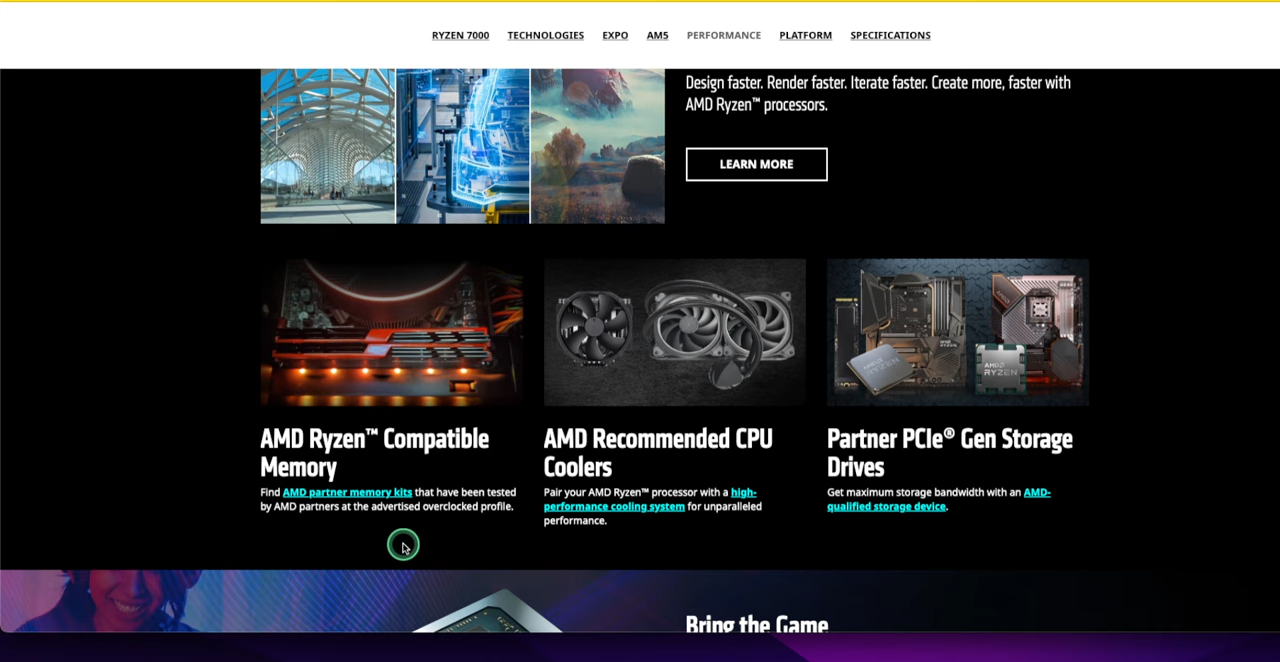 RYZEN 7000 TECHNOLOGIES EXPO AM5 PERFORMANCE PLATFORM SPECIFICATIONS
Design faster. Render faster. Iterate faster. Create more, faster with
AMD Ryzen™ processors.
LEARN MORE
AMD Ryzen™ Compatible
Memory
Find AMD partner memory kits that have been tested
by AMD partners at the advertised overclocked profile.
AMD Recommended CPU
Coolers
Pair your AMD Ryzen™ processor with a high-
performance cooling system for unparalleled
performance.
AMD
RYZEN
Partner PCIe® Gen Storage
Drives
Get maximum storage bandwidth with an AMD-
qualified storage device.
Bring the Game